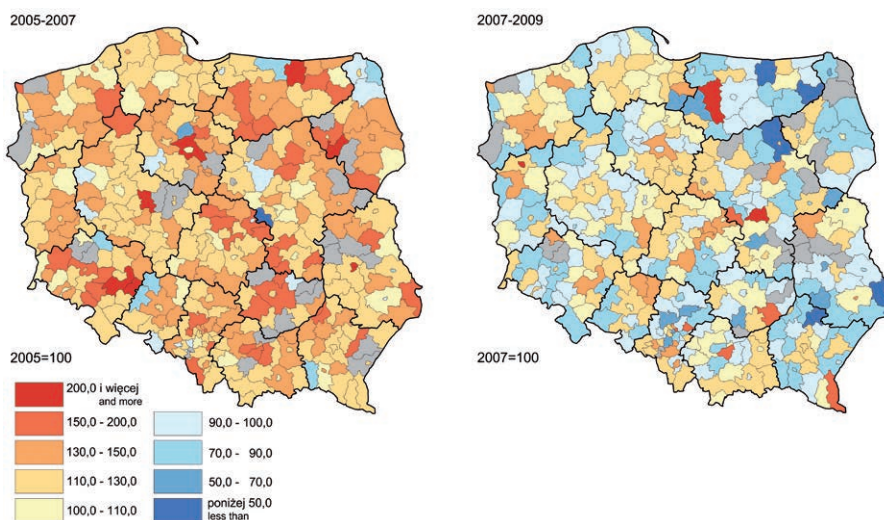 2005-2007
2007-2009
2005=100
2007=100
200,0 i więcej
and more
150,0 - 200,0
130,0 - 150,0
110,0 - 130,0
100,0 - 110,0
90,0 - 100,0
70,0 - 90,0
50,0 - 70,0
poniżej 50,0
less than